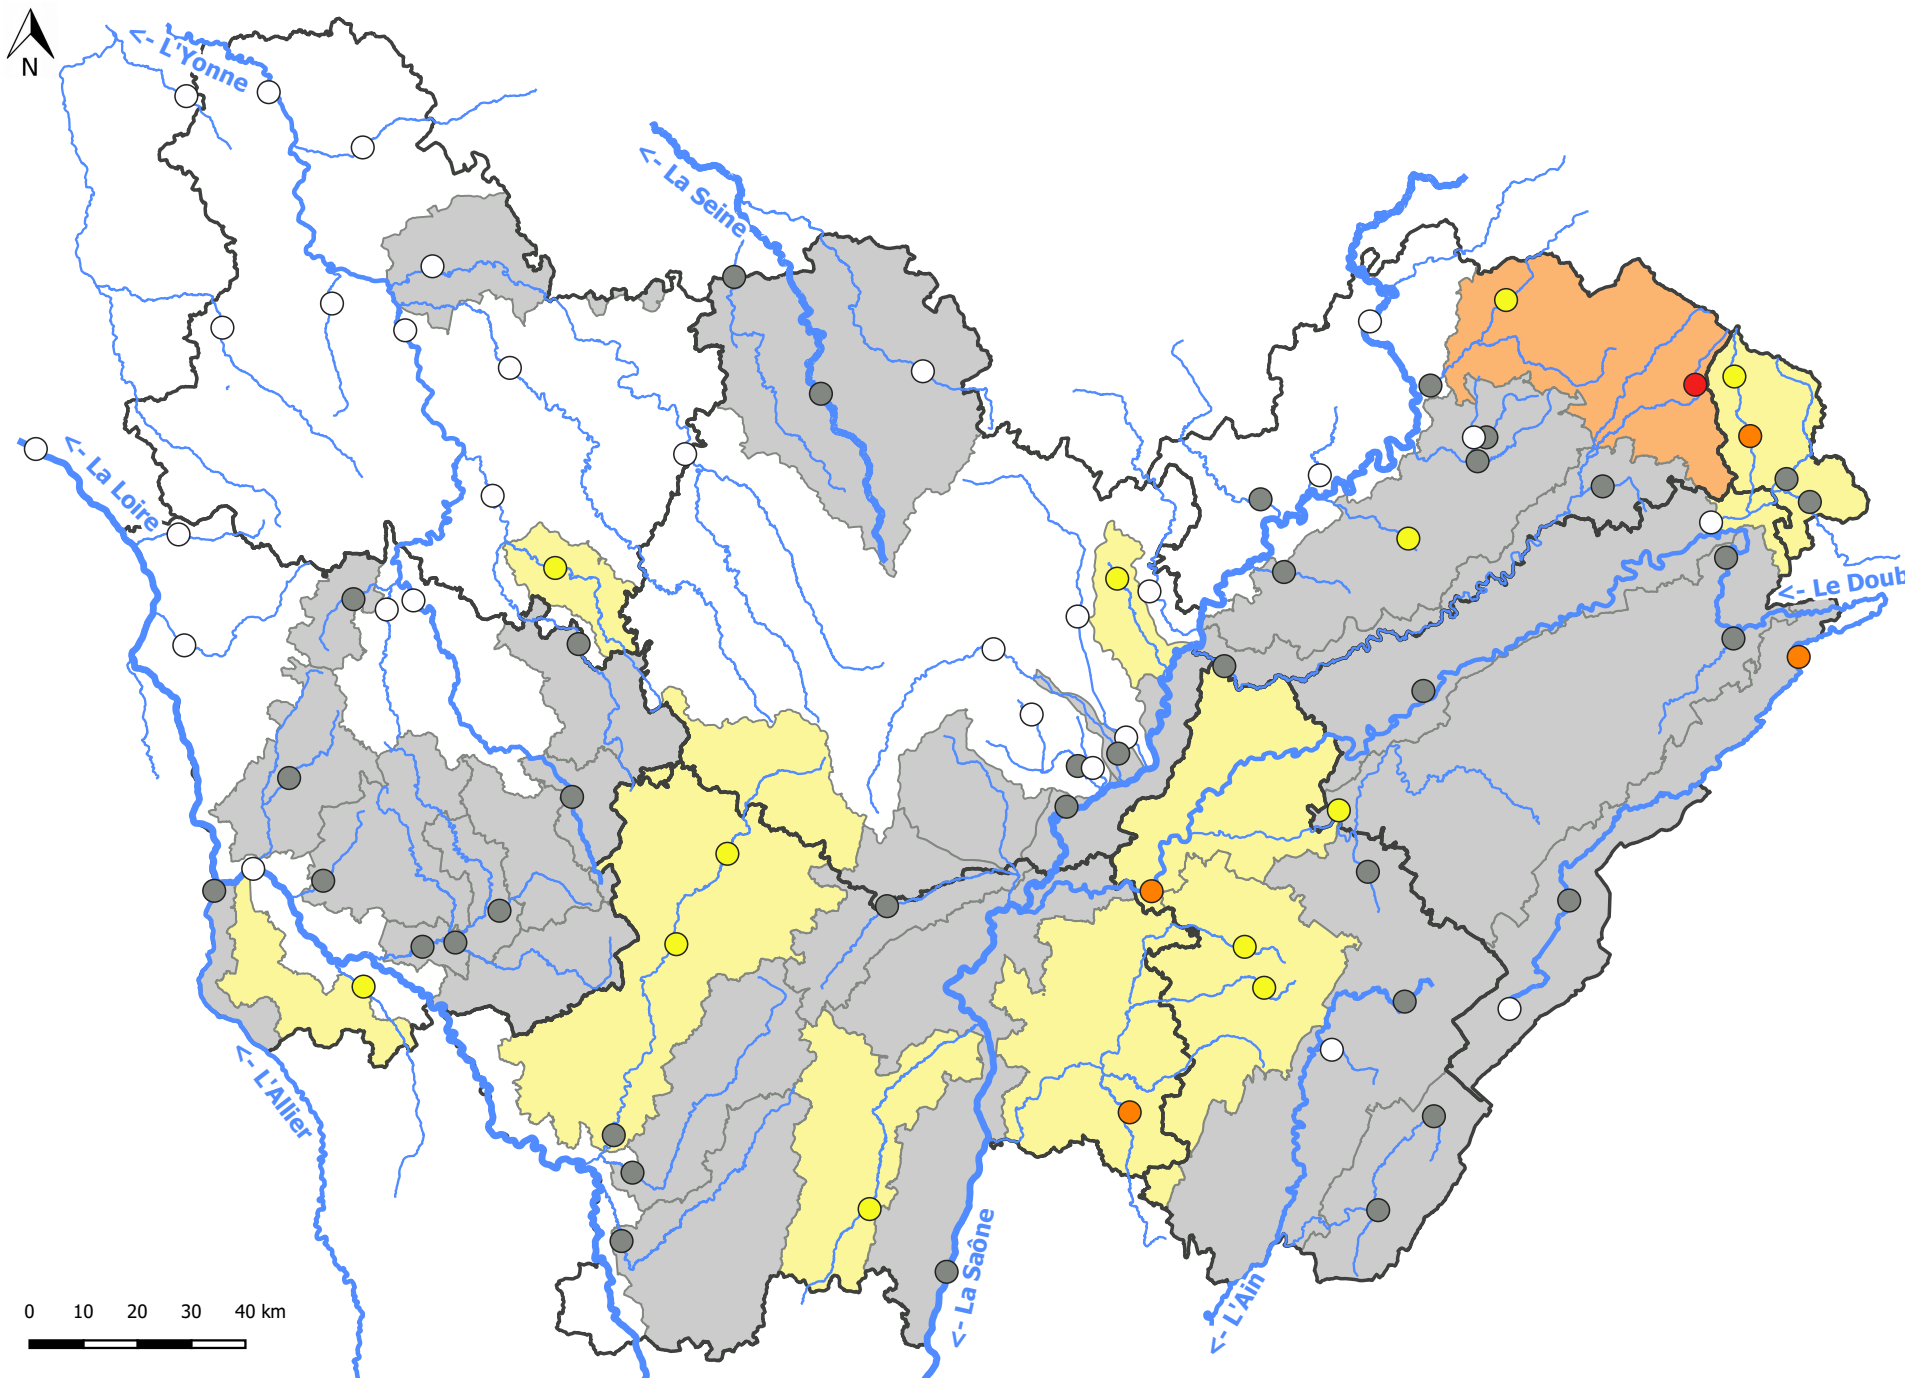 N
<- L'Yonne
<- La Seine
<- La Loire
<- Le Doub
<- L'Allier
<- La Saône
<- L'Ain
0 10 20 30 40 km